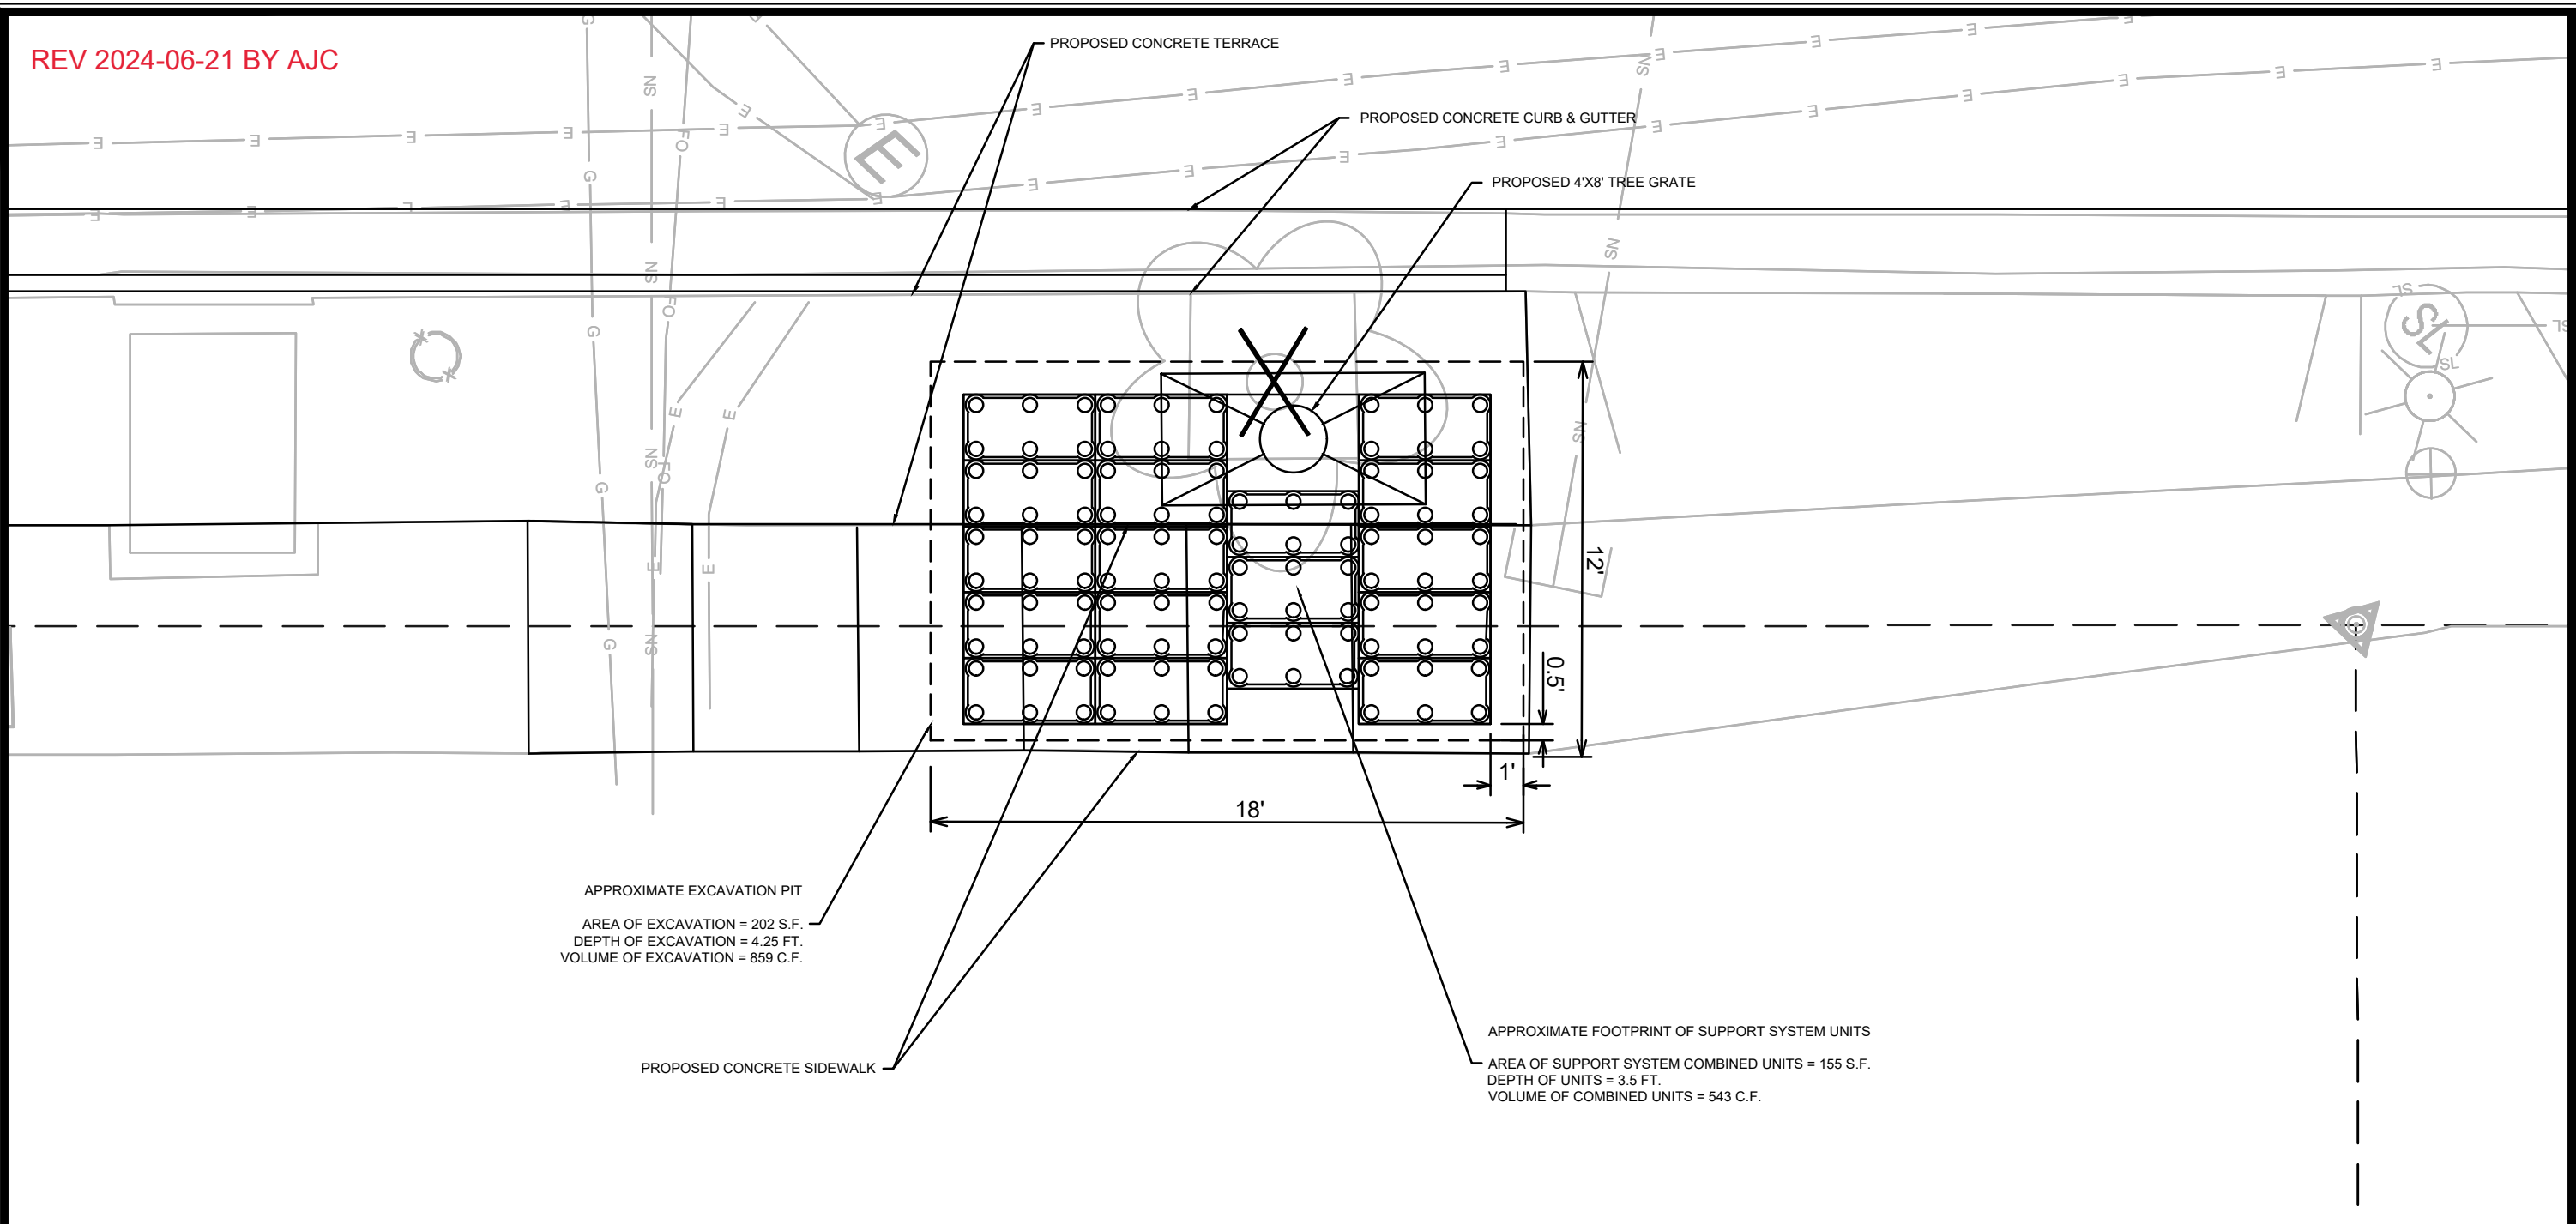 REV 2024-06-21 BY AJC
PROPOSED CONCRETE TERRACE
PROPOSED CONCRETE CURB & GUTTER
PROPOSED 4'X8' TREE GRATE
E
SL
12'
0.5'
1'
18'
APPROXIMATE EXCAVATION PIT
AREA OF EXCAVATION = 202 S.F.
DEPTH OF EXCAVATION = 4.25 FT.
VOLUME OF EXCAVATION = 859 C.F.
PROPOSED CONCRETE SIDEWALK
APPROXIMATE FOOTPRINT OF SUPPORT SYSTEM UNITS
AREA OF SUPPORT SYSTEM COMBINED UNITS = 155 S.F.
DEPTH OF UNITS = 3.5 FT.
VOLUME OF COMBINED UNITS = 543 C.F.